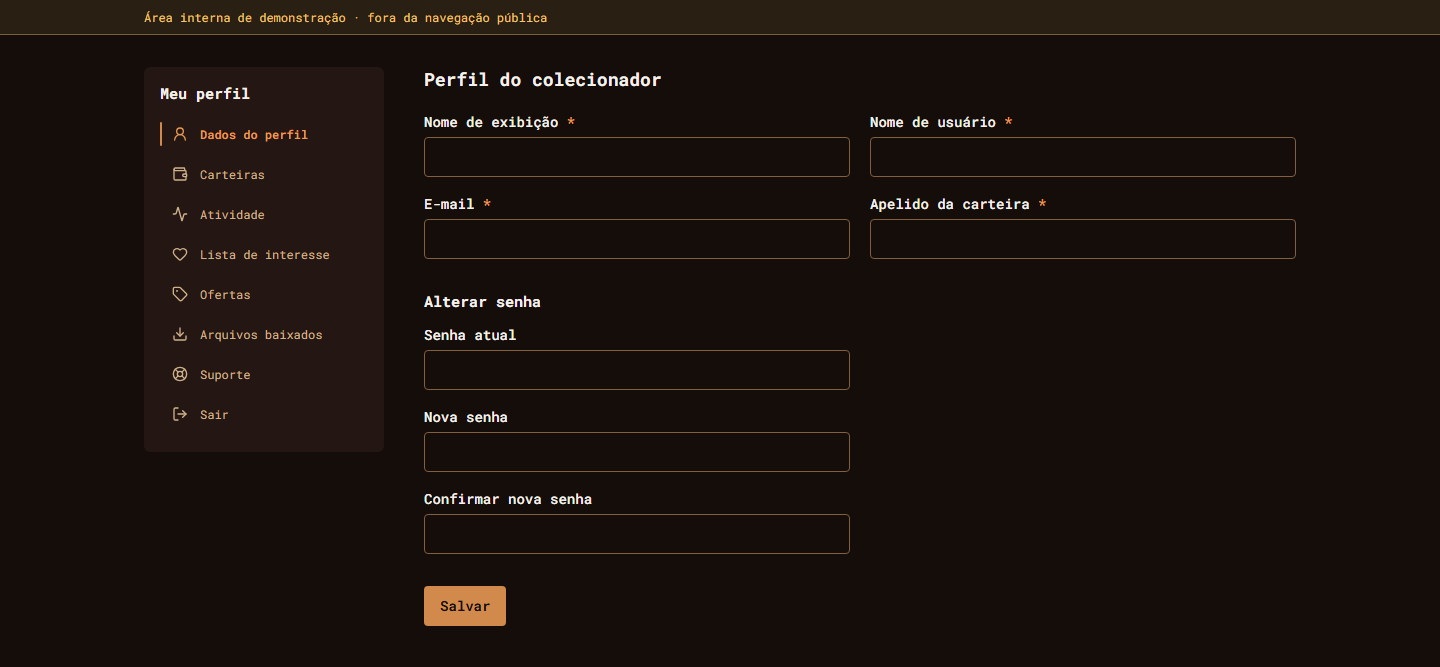 Área interna de demonstração · fora da navegação pública
Meu perfil
Dados do perfil
Carteiras
Atividade
Lista de interesse
Ofertas
Arquivos baixados
Suporte
Sair
Perfil do colecionador
Nome de exibição *
Nome de usuário *
E-mail *
Apelido da carteira *
Alterar senha
Senha atual
Nova senha
Confirmar nova senha
Salvar